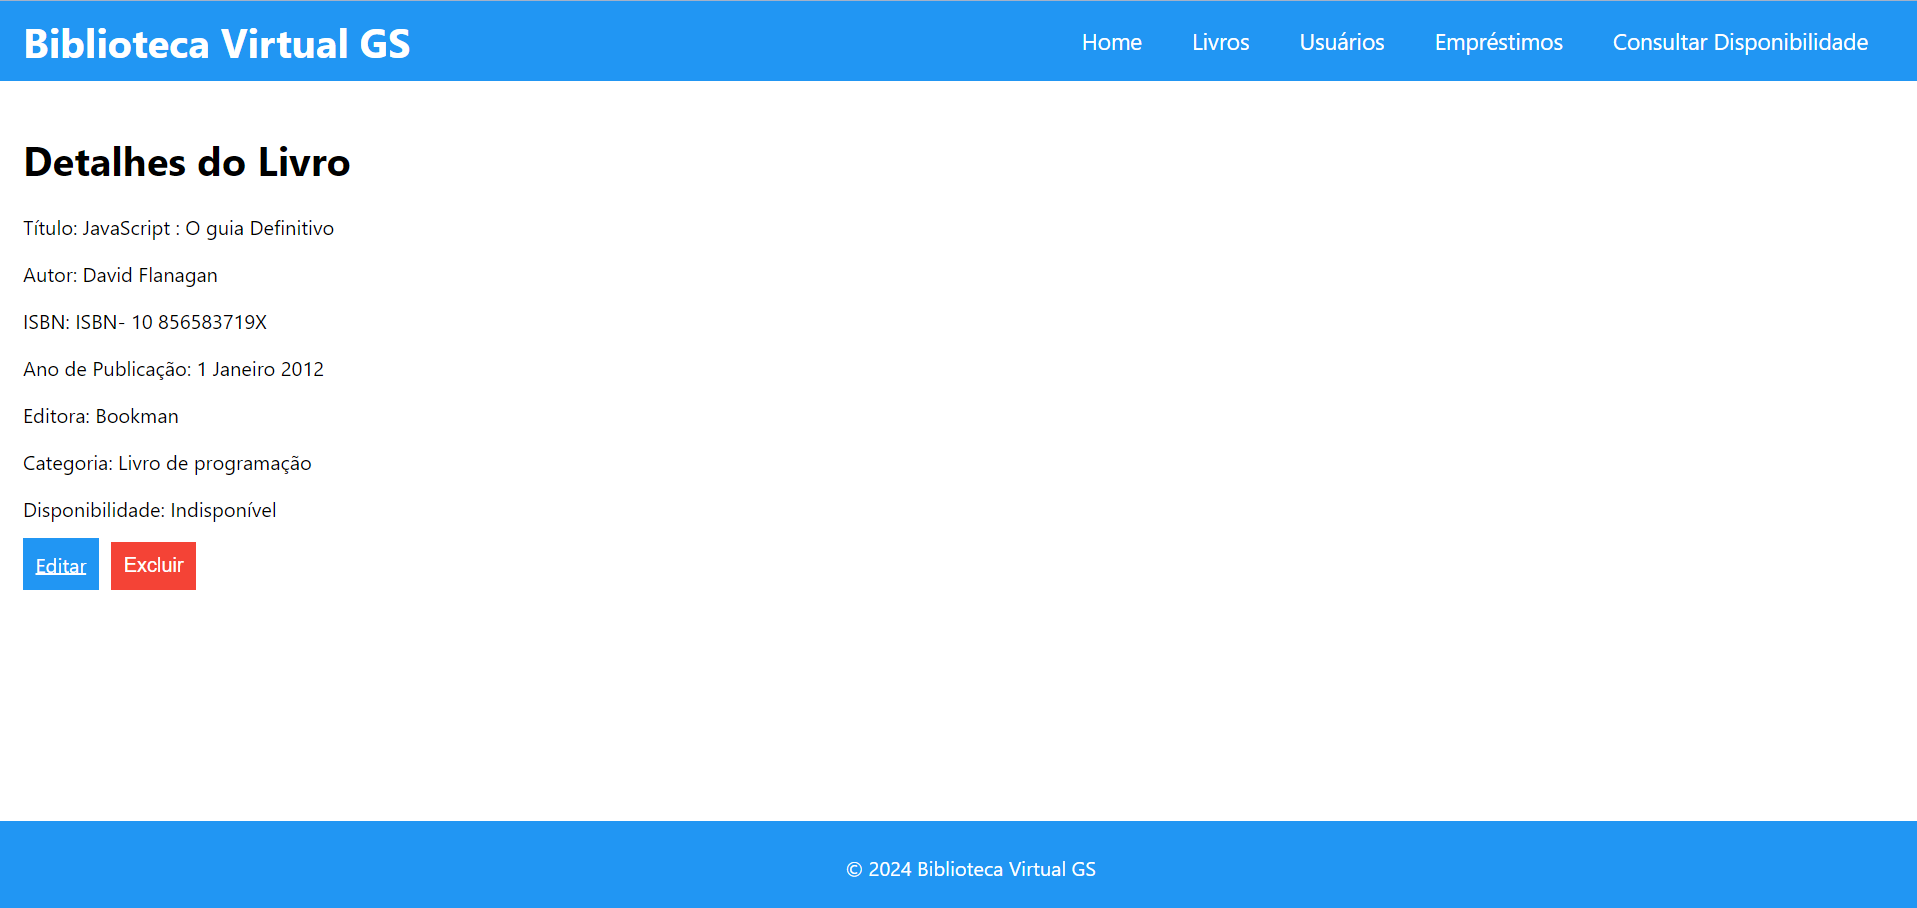 Biblioteca Virtual GS
Home Livros Usuários Empréstimos Consultar Disponibilidade
Detalhes do Livro
Título: JavaScript : O guia Definitivo
Autor: David Flanagan
ISBN: ISBN- 10 856583719X
Ano de Publicação: 1 Janeiro 2012
Editora: Bookman
Categoria: Livro de programação
Disponibilidade: Indisponível
Editar Excluir
© 2024 Biblioteca Virtual GS